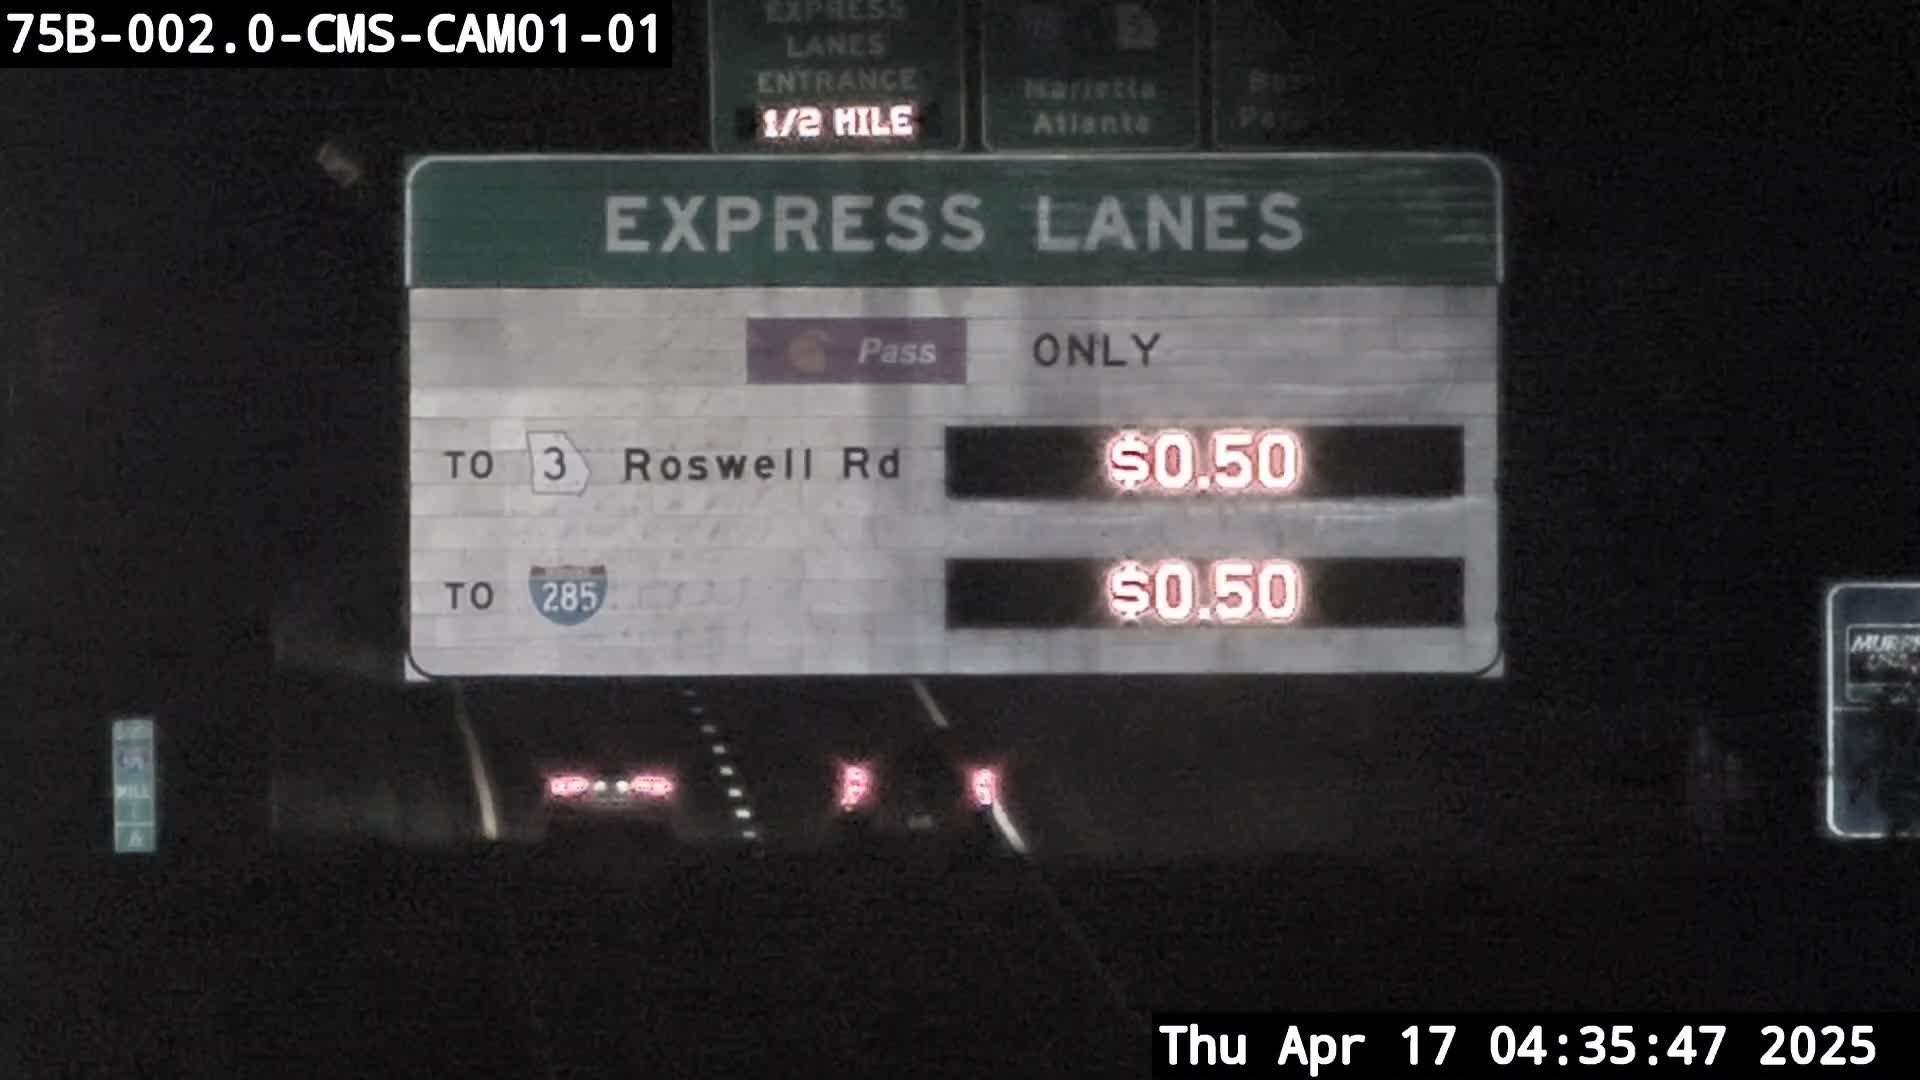 75B-002.0-CMS-CAM01-01
EXPRESS
LANES
ENTRANCE
1/2 MILE
Marietta
Atlanta
EXPRESS LANES
Pass ONLY
TO 3 Roswell Rd $0.50
TO 285 $0.50
MILE
Thu Apr 17 04:35:47 2025